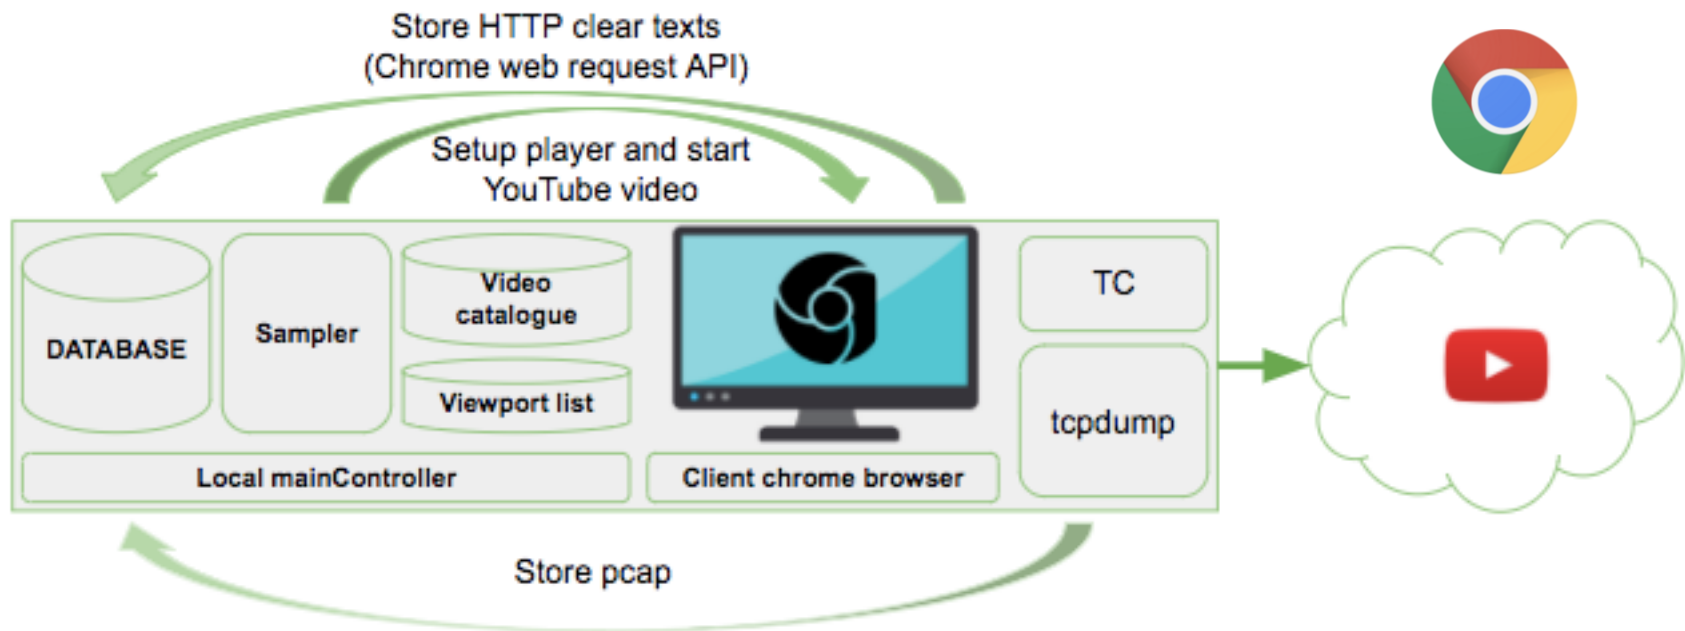 Store HTTP clear texts
(Chrome web request API)
Setup player and start
YouTube video
DATABASE
Sampler
Video
catalogue
Viewport list
TC
tcpdump
Local mainController
Client chrome browser
Store pcap